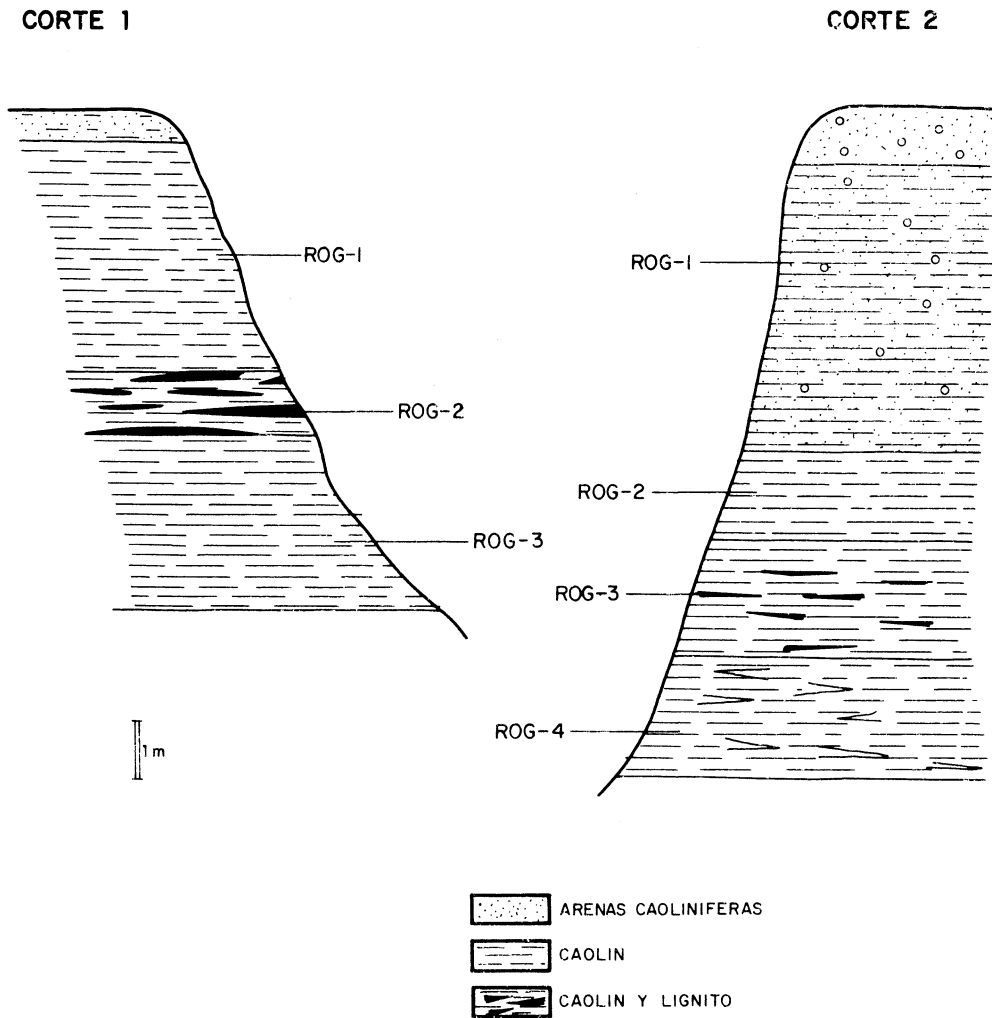 CORTE 1
CORTE 2
ROG-1
ROG-2
ROG-3
ROG-1
ROG-2
ROG-3
ROG-4
1 m
ARENAS CAOLINIFERAS
CAOLIN
CAOLIN Y LIGNITO